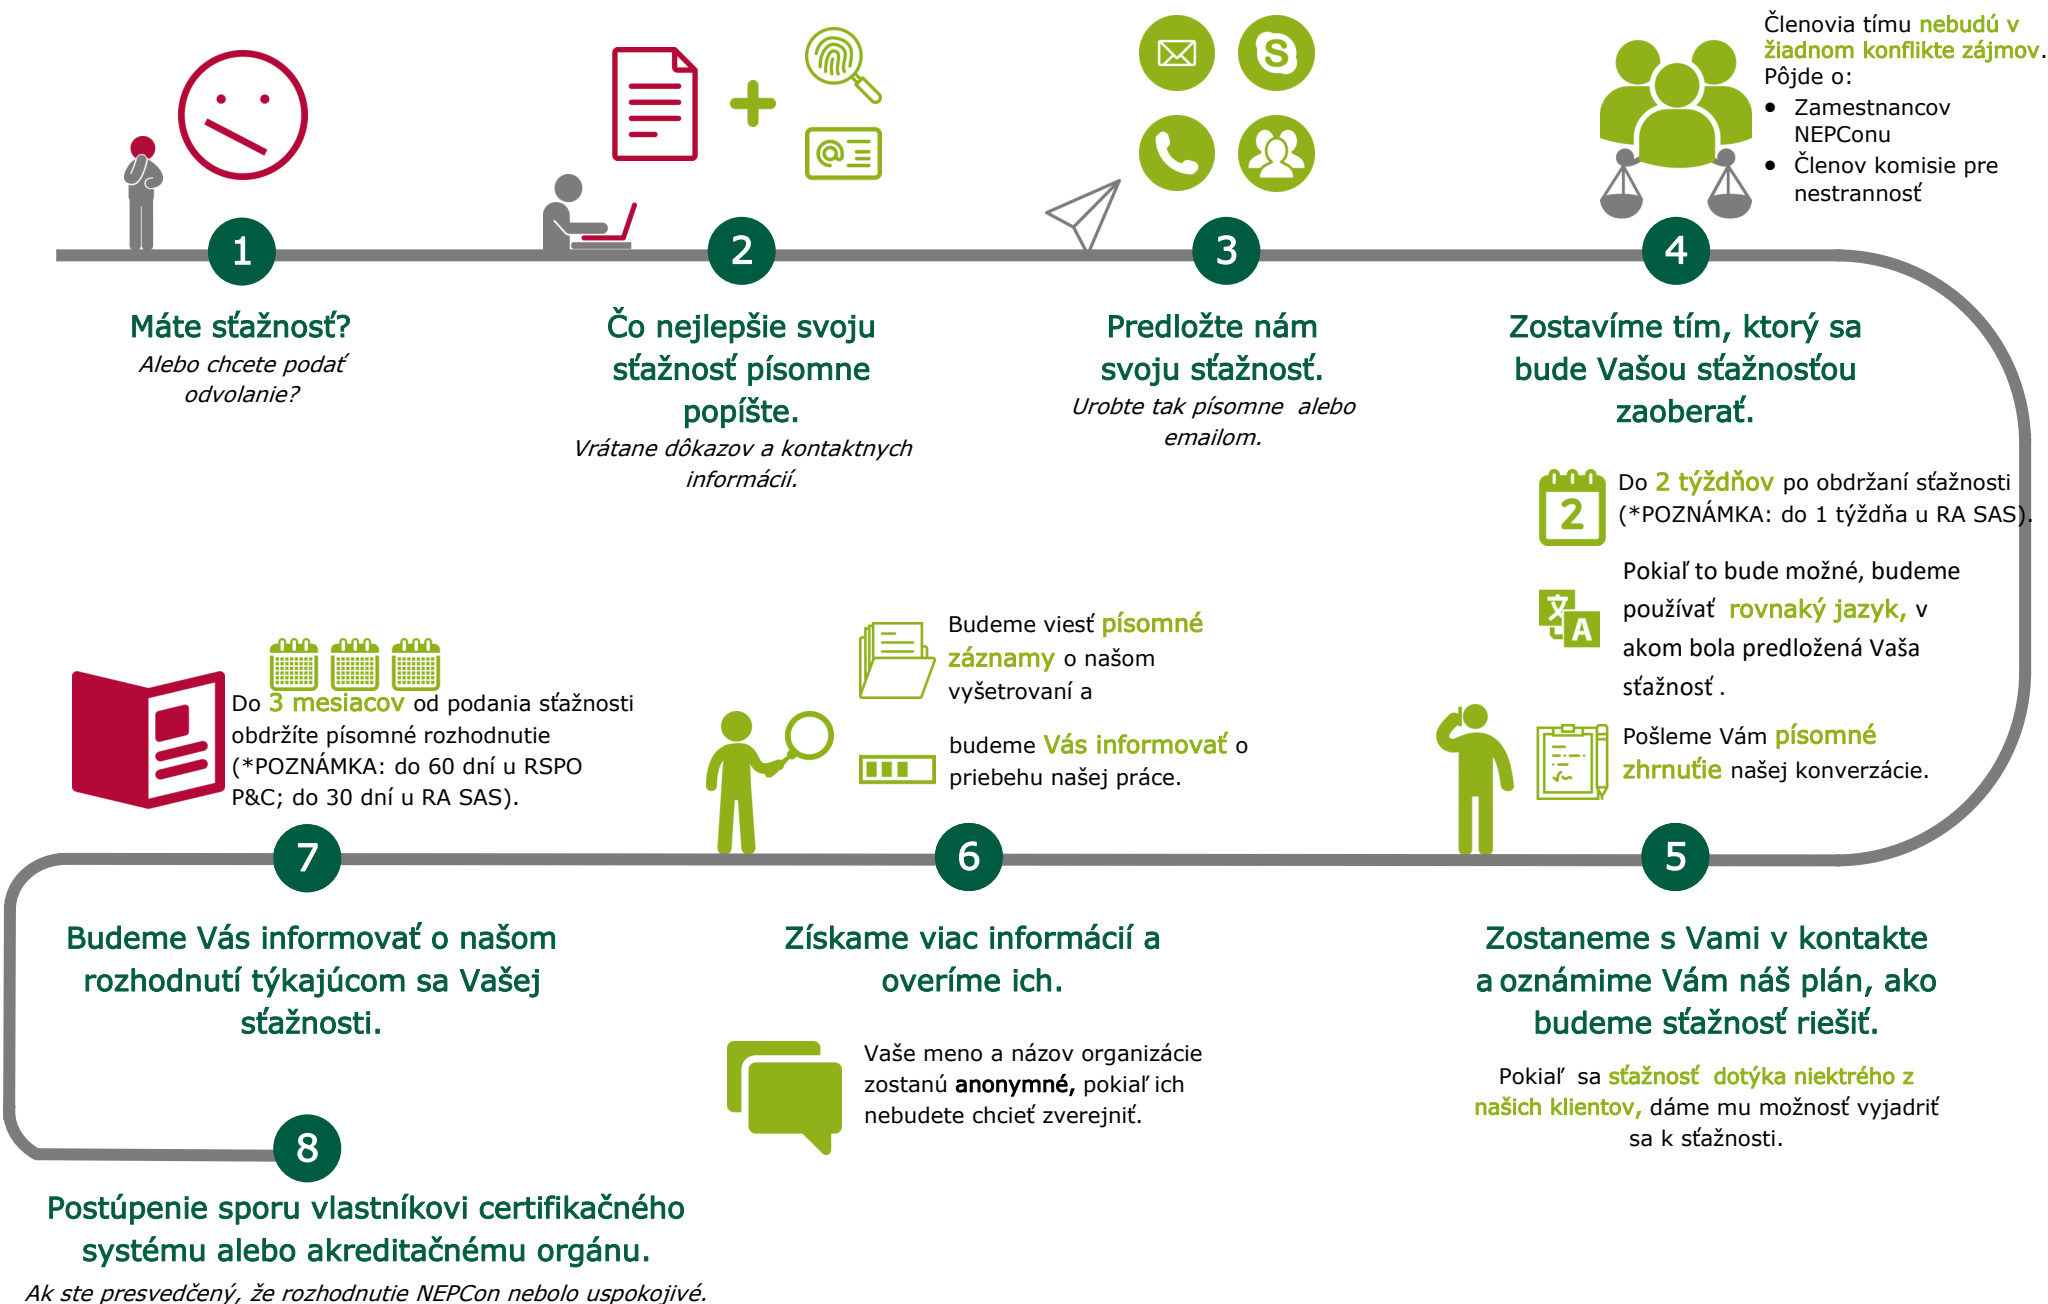 1
Máte sťažnosť?
Alebo chcete podať
odvolanie?
2
Čo nejlepšie svoju
sťažnosť písomne
popíšte.
Vrátane dôkazov a kontaktnych
informácií.
S
3
Predložte nám
svoju sťažnosť.
Urobte tak písomne alebo
emailom.
Členovia tímu nebudú v
žiadnom konflikte zájmov.
Pôjde o:
• Zamestnancov
NEPConu
• Členov komisie pre
nestrannosť
4
Zostavíme tím, ktorý sa
bude Vašou sťažnosťou
zaoberať.
2
Do 2 týždňov po obdržaní sťažnosti
(*POZNÁMKA: do 1 týždňa u RA SAS).
文
A
Pokiaľ to bude možné, budeme
používať rovnaký jazyk, v
akom bola predložená Vaša
sťažnosť .
Pošleme Vám písomné
zhrnuťie našej konverzácie.
5
Zostaneme s Vami v kontakte
a oznámime Vám náš plán, ako
budeme sťažnosť riešiť.
Pokiaľ sa sťažnosť dotýka niektrého z
našich klientov, dáme mu možnosť vyjadriť
sa k sťažnosti.
Budeme viesť písomné
záznamy o našom
vyšetrovaní a
budeme Vás informovať o
priebehu našej práce.
6
Získame viac informácií a
overíme ich.
Vaše meno a názov organizácie
zostanú anonymné, pokiaľ ich
nebudete chcieť zverejniť.
Do 3 mesiacov od podania sťažnosti
obdržíte písomné rozhodnutie
(*POZNÁMKA: do 60 dní u RSPO
P&C; do 30 dní u RA SAS).
7
Budeme Vás informovať o našom
rozhodnutí týkajúcom sa Vašej
sťažnosti.
8
Postúpenie sporu vlastníkovi certifikačného
systému alebo akreditačnému orgánu.
Ak ste presvedčený, že rozhodnutie NEPCon nebolo uspokojivé.